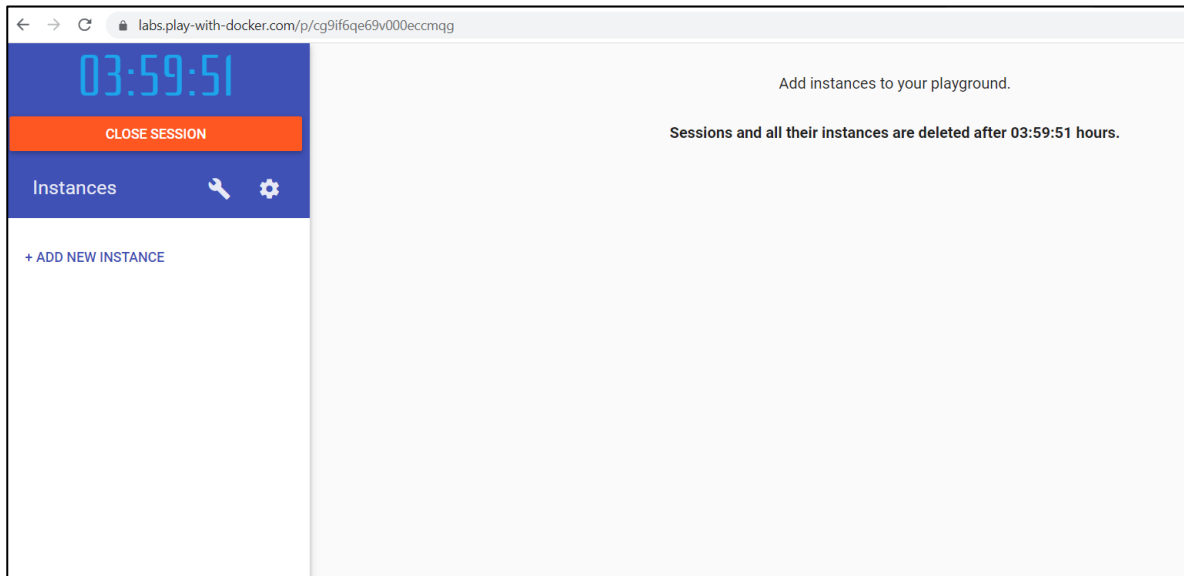 labs.play-with-docker.com/p/cg9if6qe69v000eccmqg
03:59:51
CLOSE SESSION
Instances
+ ADD NEW INSTANCE
Add instances to your playground.
Sessions and all their instances are deleted after 03:59:51 hours.